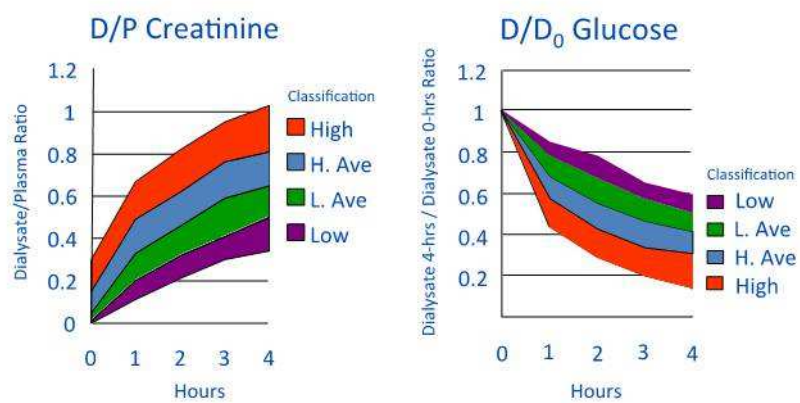 D/P Creatinine
Dialysate/Plasma Ratio
1.2
1
0.8
0.6
0.4
0.2
0
0 1 2 3 4
Hours
Classification
High
H. Ave
L. Ave
Low
D/D₀ Glucose
Dialysate 4-hrs / Dialysate 0-hrs Ratio
1.2
1
0.8
0.6
0.4
0.2
0 1 2 3 4
Hours
Classification
Low
L. Ave
H. Ave
High